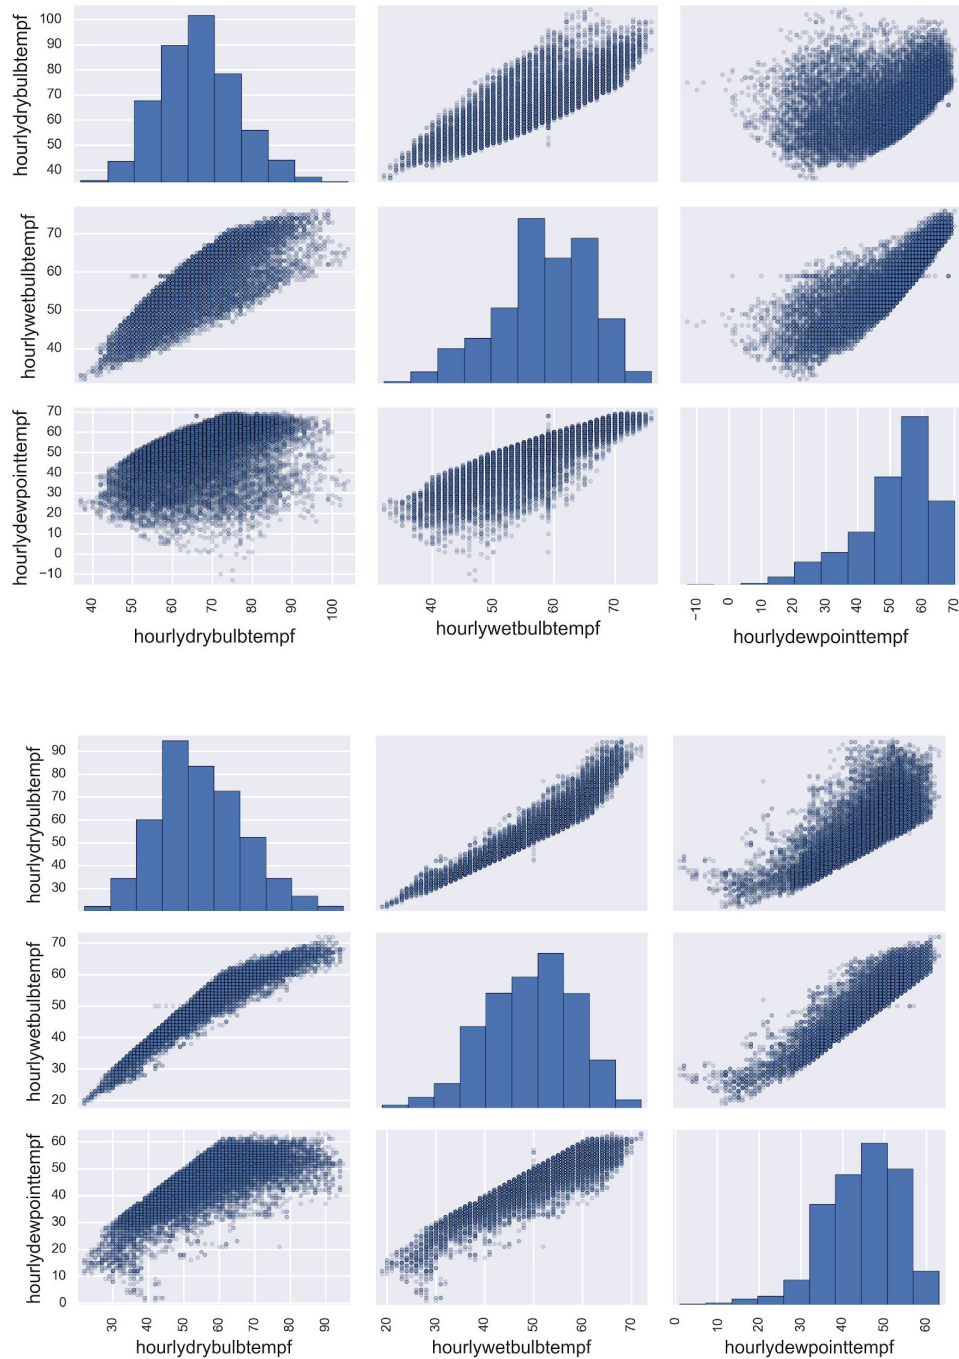 hourlydrybulbtempf
100
90
80
70
60
50
40
hourlywetbulbtempf
70
60
50
40
hourlydewpointtempf
70
60
50
40
30
20
10
0
−10
40 50 60 70 80 90 100
40 50 60 70
−10 0 10 20 30 40 50 60 70
hourlydrybulbtempf hourlywetbulbtempf hourlydewpointtempf
hourlydrybulbtempf
90
80
70
60
50
40
30
hourlywetbulbtempf
70
60
50
40
30
20
hourlydewpointtempf
60
50
40
30
20
10
0
30 40 50 60 70 80 90
20 30 40 50 60 70
0 10 20 30 40 50 60
hourlydrybulbtempf hourlywetbulbtempf hourlydewpointtempf